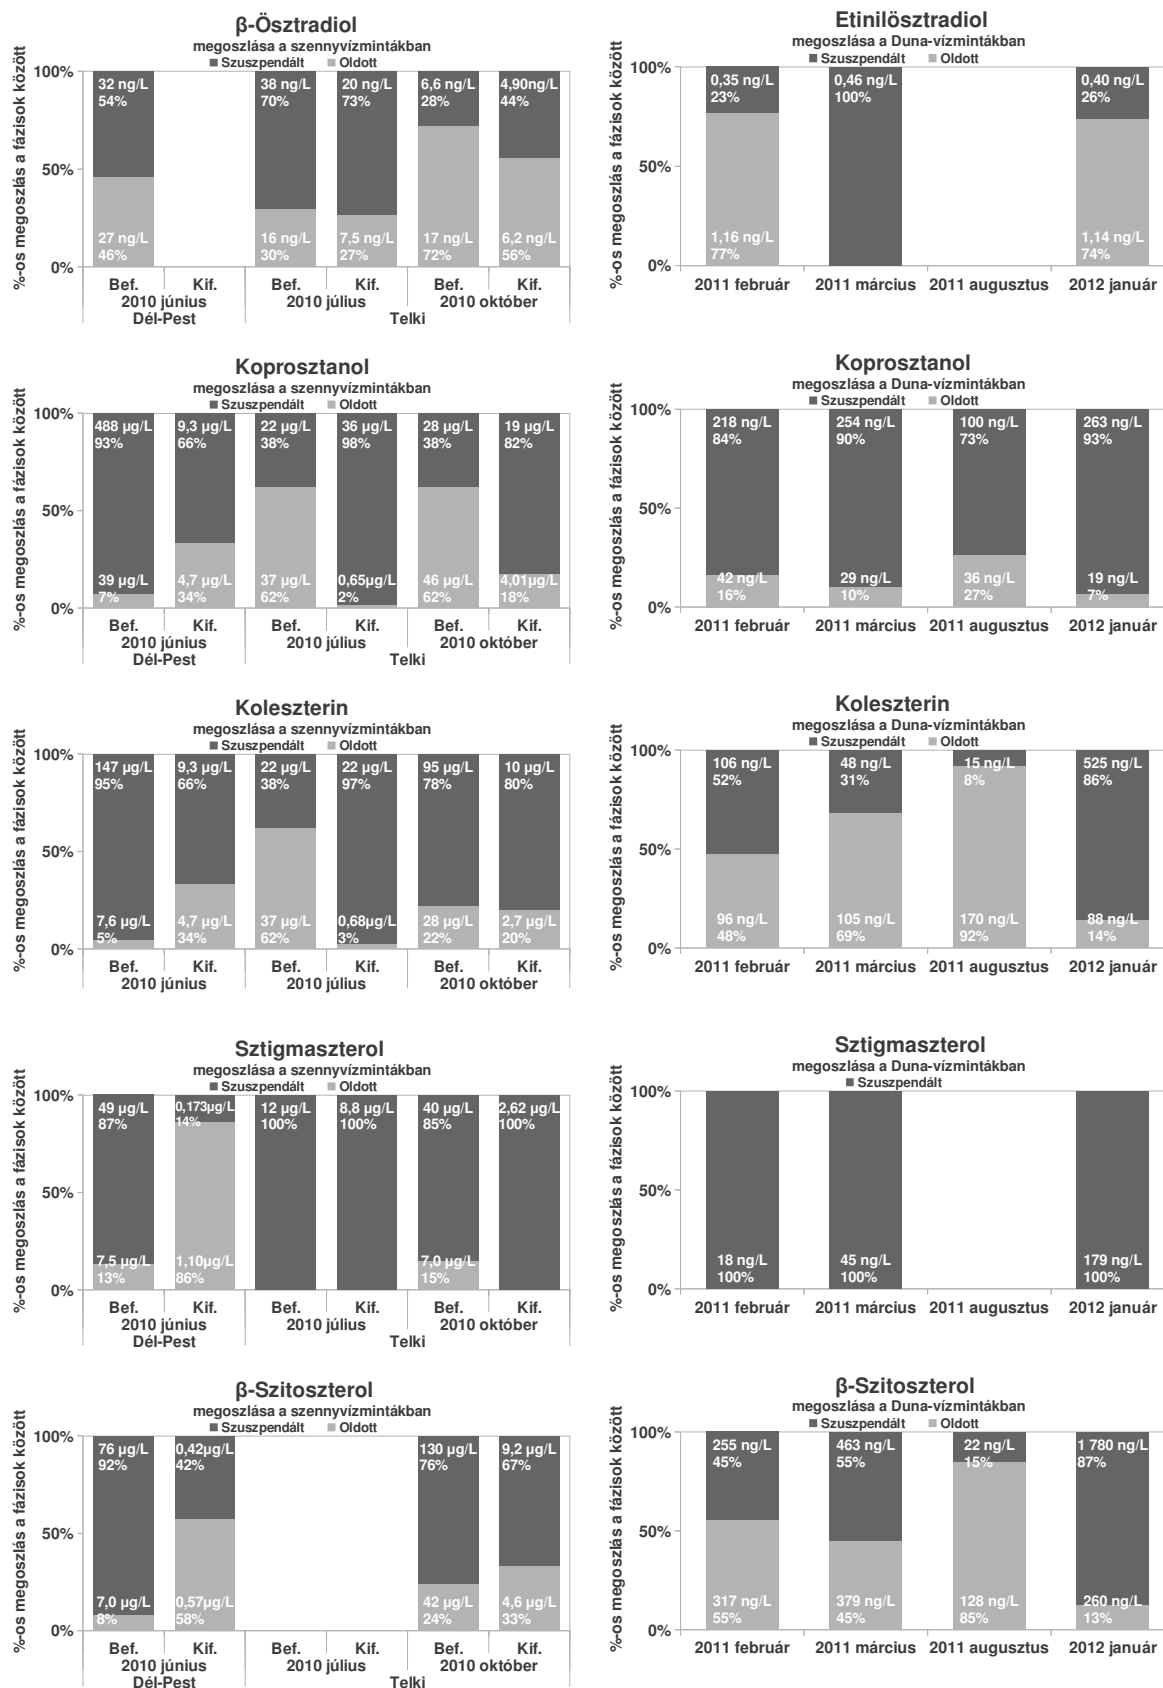 β-Ösztradiol
megoszlása a szennyvízmintákban
Szuszpendált Oldott
%-os megoszlás a fázisok között
100%
50%
0%
32 ng/L 38 ng/L 20 ng/L 6,6 ng/L 4,90ng/L
54% 70% 73% 28% 44%
27 ng/L 16 ng/L 7,5 ng/L 17 ng/L 6,2 ng/L
46% 30% 27% 72% 56%
Bef. Kif. Bef. Kif. Bef. Kif.
2010 június 2010 július 2010 október
Dél-Pest Telki
Etinilösztradiol
megoszlása a Duna-vízmintákban
Szuszpendált Oldott
%-os megoszlás a fázisok között
100%
50%
0%
0,35 ng/L 0,46 ng/L 0,40 ng/L
23% 100% 26%
1,16 ng/L 1,14 ng/L
77% 74%
2011 február 2011 március 2011 augusztus 2012 január
Koprosztanol
megoszlása a szennyvízmintákban
Szuszpendált Oldott
%-os megoszlás a fázisok között
100%
50%
0%
488 µg/L 9,3 µg/L 22 µg/L 36 µg/L 28 µg/L 19 µg/L
93% 66% 38% 98% 38% 82%
39 µg/L 4,7 µg/L 37 µg/L 0,65µg/L 46 µg/L 4,01µg/L
7% 34% 62% 2% 62% 18%
Bef. Kif. Bef. Kif. Bef. Kif.
2010 június 2010 július 2010 október
Dél-Pest Telki
Koprosztanol
megoszlása a Duna-vízmintákban
Szuszpendált Oldott
%-os megoszlás a fázisok között
100%
50%
0%
218 ng/L 254 ng/L 100 ng/L 263 ng/L
84% 90% 73% 93%
42 ng/L 29 ng/L 36 ng/L 19 ng/L
16% 10% 27% 7%
2011 február 2011 március 2011 augusztus 2012 január
Koleszterin
megoszlása a szennyvízmintákban
Szuszpendált Oldott
%-os megoszlás a fázisok között
100%
50%
0%
147 µg/L 9,3 µg/L 22 µg/L 22 µg/L 95 µg/L 10 µg/L
95% 66% 38% 97% 78% 80%
7,6 µg/L 4,7 µg/L 37 µg/L 0,68µg/L 28 µg/L 2,7 µg/L
5% 34% 62% 3% 22% 20%
Bef. Kif. Bef. Kif. Bef. Kif.
2010 június 2010 július 2010 október
Koleszterin
megoszlása a Duna-vízmintákban
Szuszpendált Oldott
%-os megoszlás a fázisok között
100%
50%
0%
106 ng/L 48 ng/L 15 ng/L 525 ng/L
52% 31% 8% 86%
96 ng/L 105 ng/L 170 ng/L 88 ng/L
48% 69% 92% 14%
2011 február 2011 március 2011 augusztus 2012 január
Sztigmaszterol
megoszlása a szennyvízmintákban
Szuszpendált Oldott
%-os megoszlás a fázisok között
100%
50%
0%
49 µg/L 0,173µg/L 12 µg/L 8,8 µg/L 40 µg/L 2,62 µg/L
87% 14% 100% 100% 85% 100%
7,5 µg/L 1,10µg/L 7,0 µg/L
13% 86% 15%
Bef. Kif. Bef. Kif. Bef. Kif.
2010 június 2010 július 2010 október
Dél-Pest Telki
Sztigmaszterol
megoszlása a Duna-vízmintákban
Szuszpendált
%-os megoszlás a fázisok között
100%
50%
0%
18 ng/L 45 ng/L 179 ng/L
100% 100% 100%
2011 február 2011 március 2011 augusztus 2012 január
β-Szitoszterol
megoszlása a szennyvízmintákban
Szuszpendált Oldott
%-os megoszlás a fázisok között
100%
50%
0%
76 µg/L 0,42µg/L 130 µg/L 9,2 µg/L
92% 42% 76% 67%
7,0 µg/L 0,57µg/L 42 µg/L 4,6 µg/L
8% 58% 24% 33%
Bef. Kif. Bef. Kif. Bef. Kif.
2010 június 2010 július 2010 október
Dél-Pest Telki
β-Szitoszterol
megoszlása a Duna-vízmintákban
Szuszpendált Oldott
%-os megoszlás a fázisok között
100%
50%
0%
255 ng/L 463 ng/L 22 ng/L 1 780 ng/L
45% 55% 15% 87%
317 ng/L 379 ng/L 128 ng/L 260 ng/L
55% 45% 85% 13%
2011 február 2011 március 2011 augusztus 2012 január